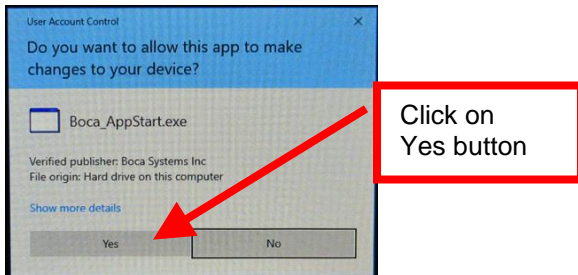 User Account Control
Do you want to allow this app to make
changes to your device?
Boca_AppStart.exe
Verified publisher: Boca Systems Inc
File origin: Hard drive on this computer
Show more details
Yes
No
Click on
Yes button